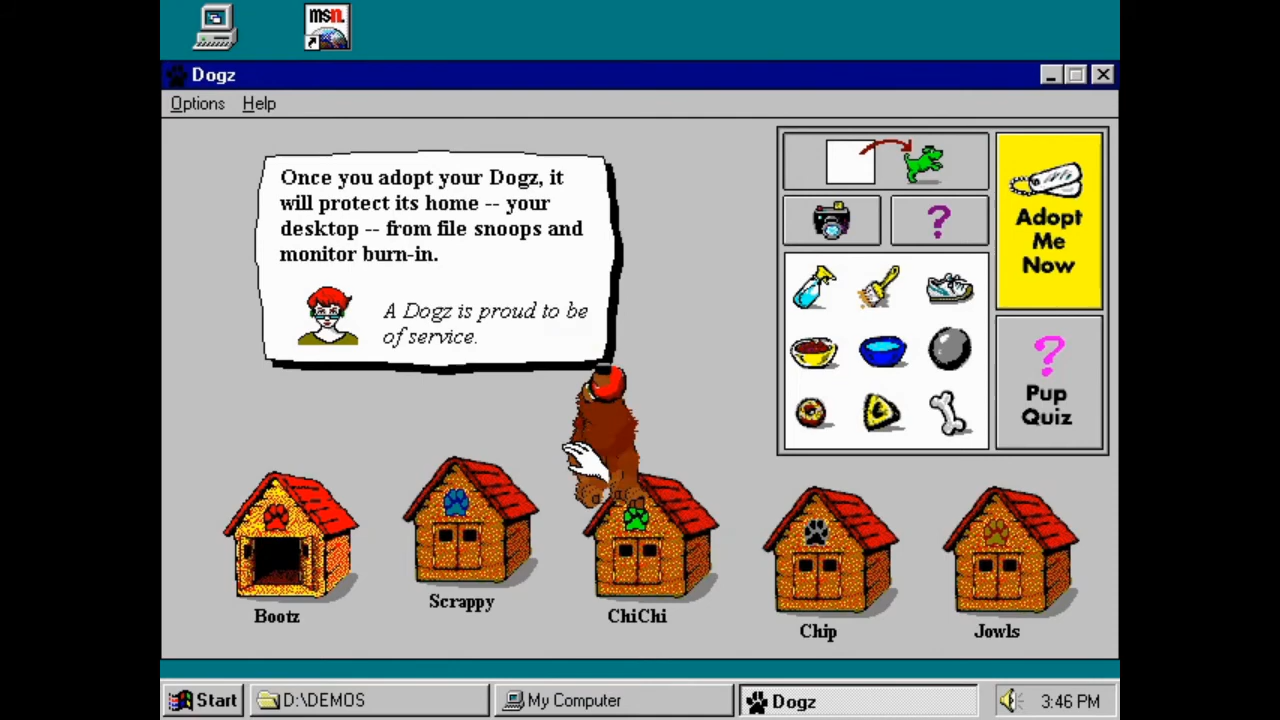 msn.
Dogz
Options Help
Once you adopt your Dogz, it
will protect its home -- your
desktop -- from file snoops and
monitor burn-in.
A Dogz is proud to be
of service.
?
Adopt
Me
Now
?
Pup
Quiz
Bootz
Scrappy
ChiChi
Chip
Jowls
Start
D:\DEMOS
My Computer
Dogz
3:46 PM